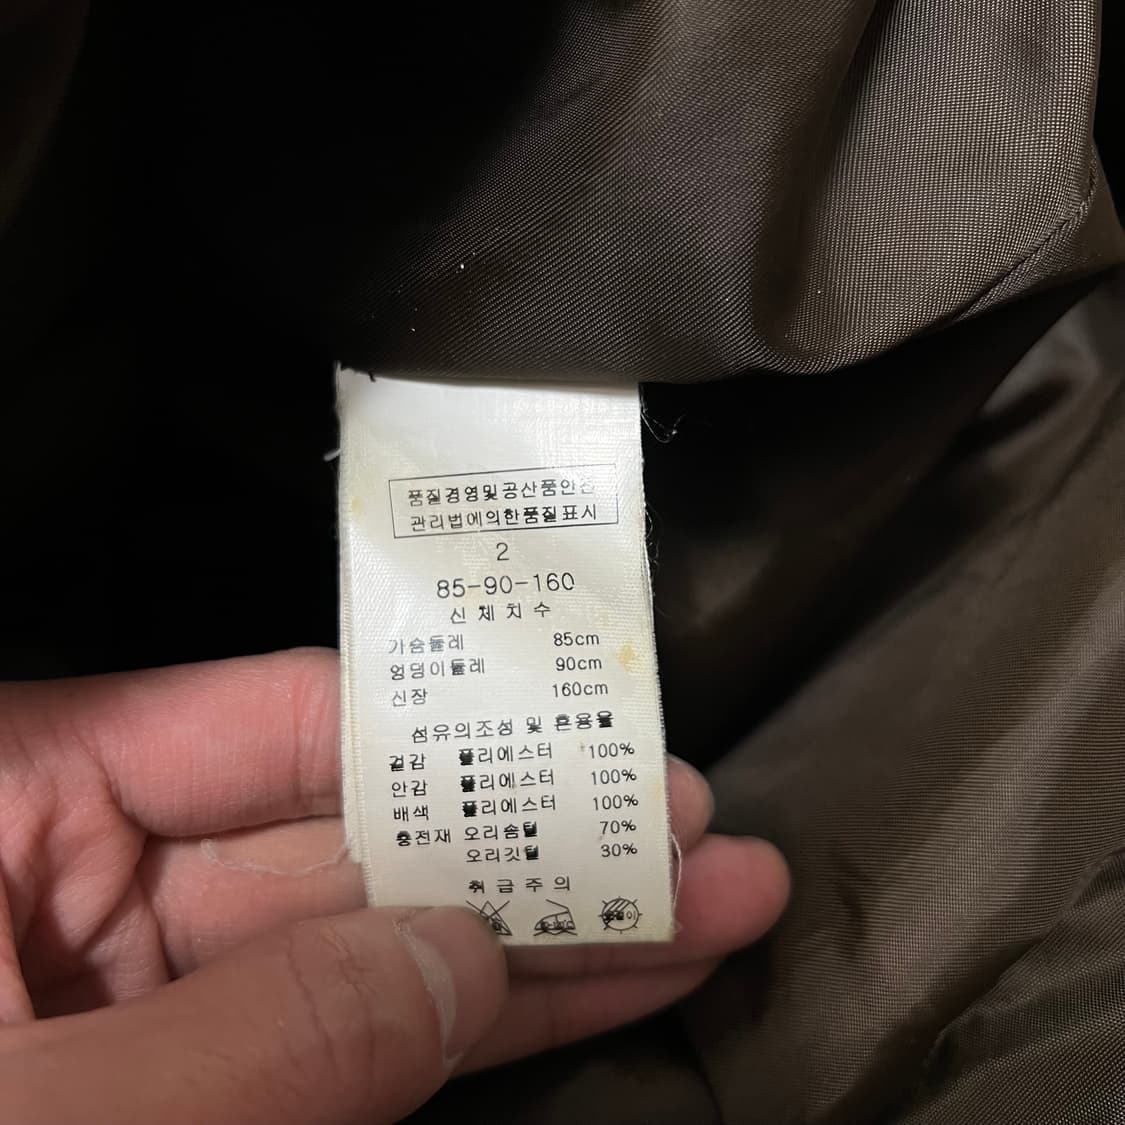 품질경영및공산품안전
관리법에의한품질표시
2
85-90-160
신체치수
가슴둘레 85cm
엉덩이둘레 90cm
신장 160cm
섬유의조성 및 혼용율
겉감 폴리에스터 100%
안감 폴리에스터 100%
배색 폴리에스터 100%
충전재 오리솜털 70%
오리깃털 30%
취급주의